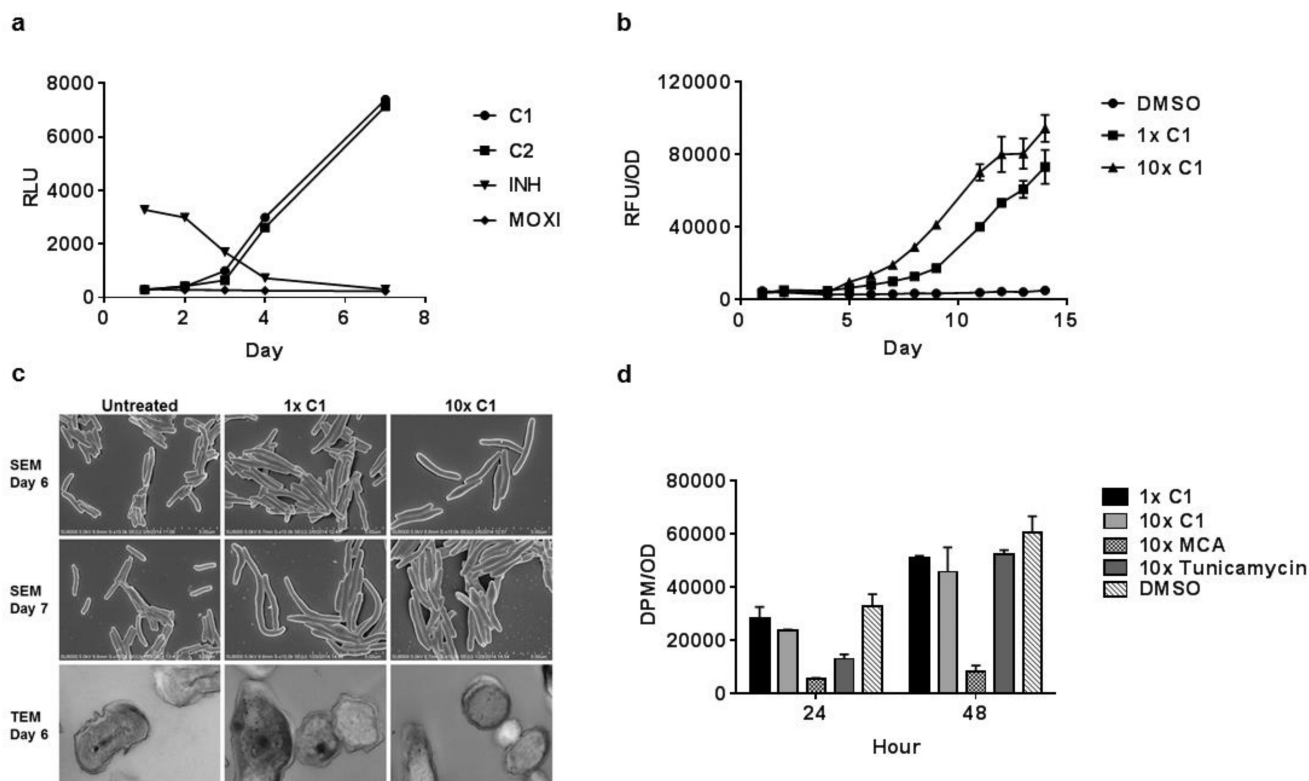 a
8000
6000
4000
2000
0
RLU
0
2
4
6
8
Day
C1
C2
INH
MOXI
b
120000
80000
40000
0
RFU/OD
0
5
10
15
Day
DMSO
1x C1
10x C1
c
Untreated
1x C1
10x C1
SEM
Day 6
SEM
Day 7
TEM
Day 6
d
80000
60000
40000
20000
0
DPM/OD
24
48
Hour
1x C1
10x C1
10x MCA
10x Tunicamycin
DMSO